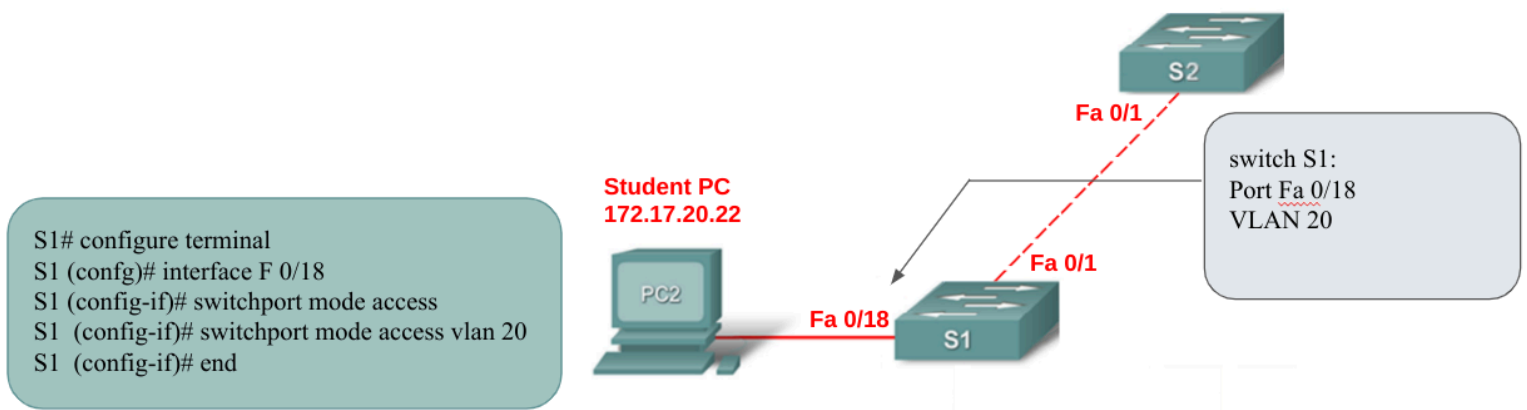 S1# configure terminal
S1 (confg)# interface F 0/18
S1 (config-if)# switchport mode access
S1  (config-if)# switchport mode access vlan 20
S1  (config-if)# end
Student PC
172.17.20.22
PC2
Fa 0/18
S1
Fa 0/1
Fa 0/1
S2
switch S1:
Port Fa 0/18
VLAN 20